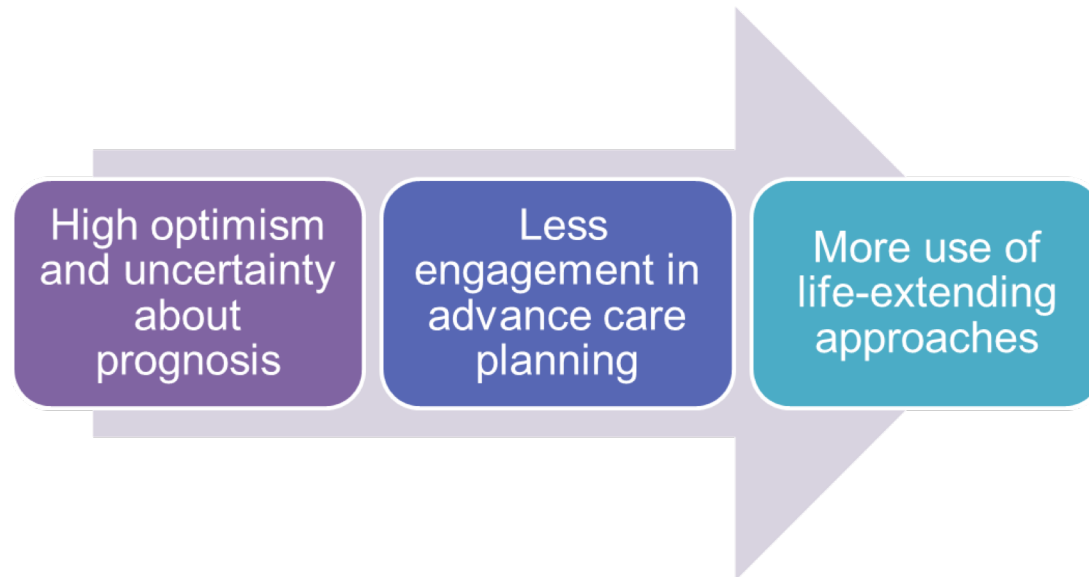 High optimism
and uncertainty
about
prognosis
Less
engagement in
advance care
planning
More use of
life-extending
approaches